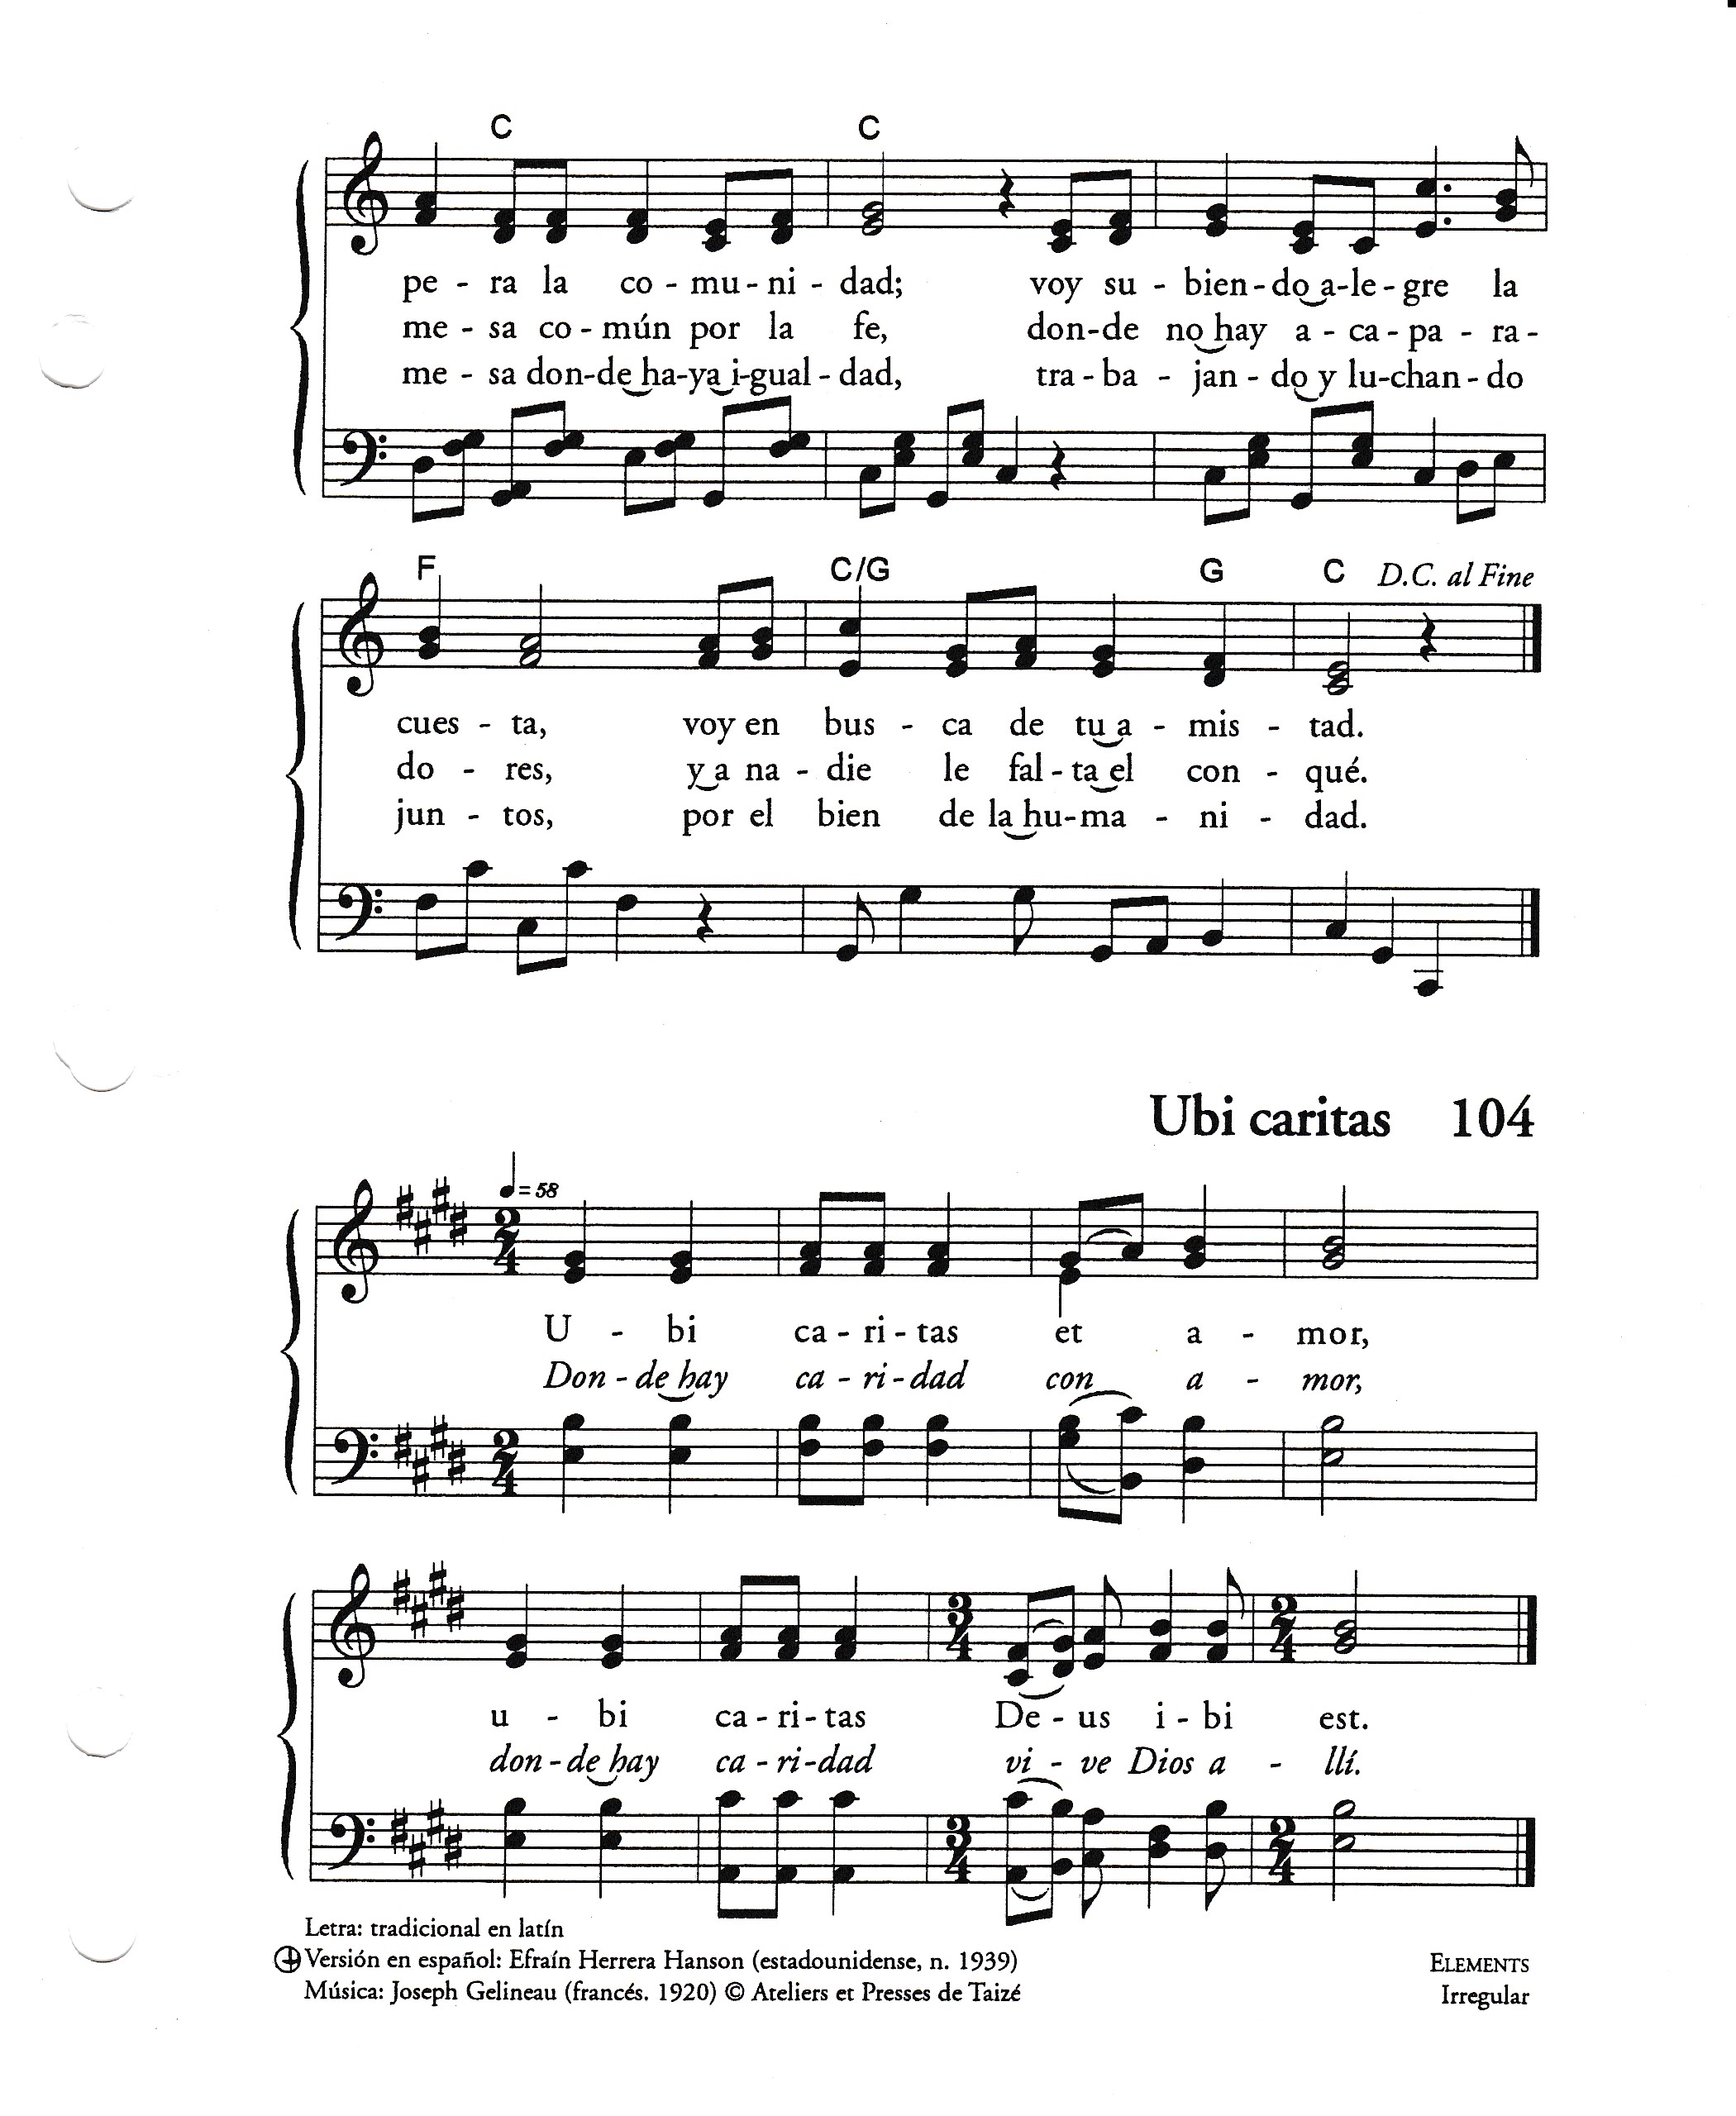 C C
pe - ra la co - mu - ni - dad; voy su - bien - do a - le - gre la
me - sa co - mún por la fe, don - de no hay a - ca - pa - ra -
me - sa don - de ha - ya i - gual - dad, tra - ba - jan - do y lu - chan - do
F C/G G C D.C. al Fine
cues - ta, voy en bus - ca de tu a - mis - tad.
do - res, y a na - die le fal - ta el con - qué.
jun - tos, por el bien de la hu - ma - ni - dad.
Ubi caritas 104
= 58
2 4
U - bi ca - ri - tas et a - mor,
Don - de hay ca - ri - dad con a - mor,
2 4
3 4 2 4
u - bi ca - ri - tas De - us i - bi est.
don - de hay ca - ri - dad vi - ve Dios a - llí.
3 4 2 4
Letra: tradicional en latín
Versión en español: Efraín Herrera Hanson (estadounidense, n. 1939)
Música: Joseph Gelineau (francés. 1920) © Ateliers et Presses de Taizé
ELEMENTS
Irregular